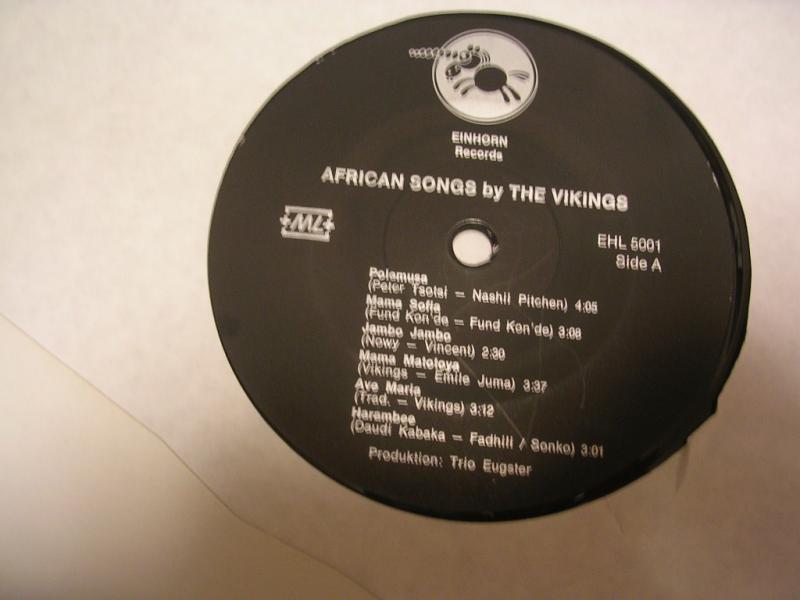 EINHORN
Records
AFRICAN SONGS by THE VIKINGS
ML
EHL 5001
Side A
Polemusa
(Peter Tsotsi – Nashil Pitchen) 4:05
Mama Sofia
(Fund Kon'de – Fund Kon'de) 3:08
Jambo Jambo
(Nowy – Vincent) 2:30
Mama Matotoya
(Vikings – Emile Juma) 3:37
Ave Maria
(Trad. – Vikings) 3:12
Harambee
(Daudi Kabaka – Fadhili / Sonko) 3:01
Produktion: Trio Eugster